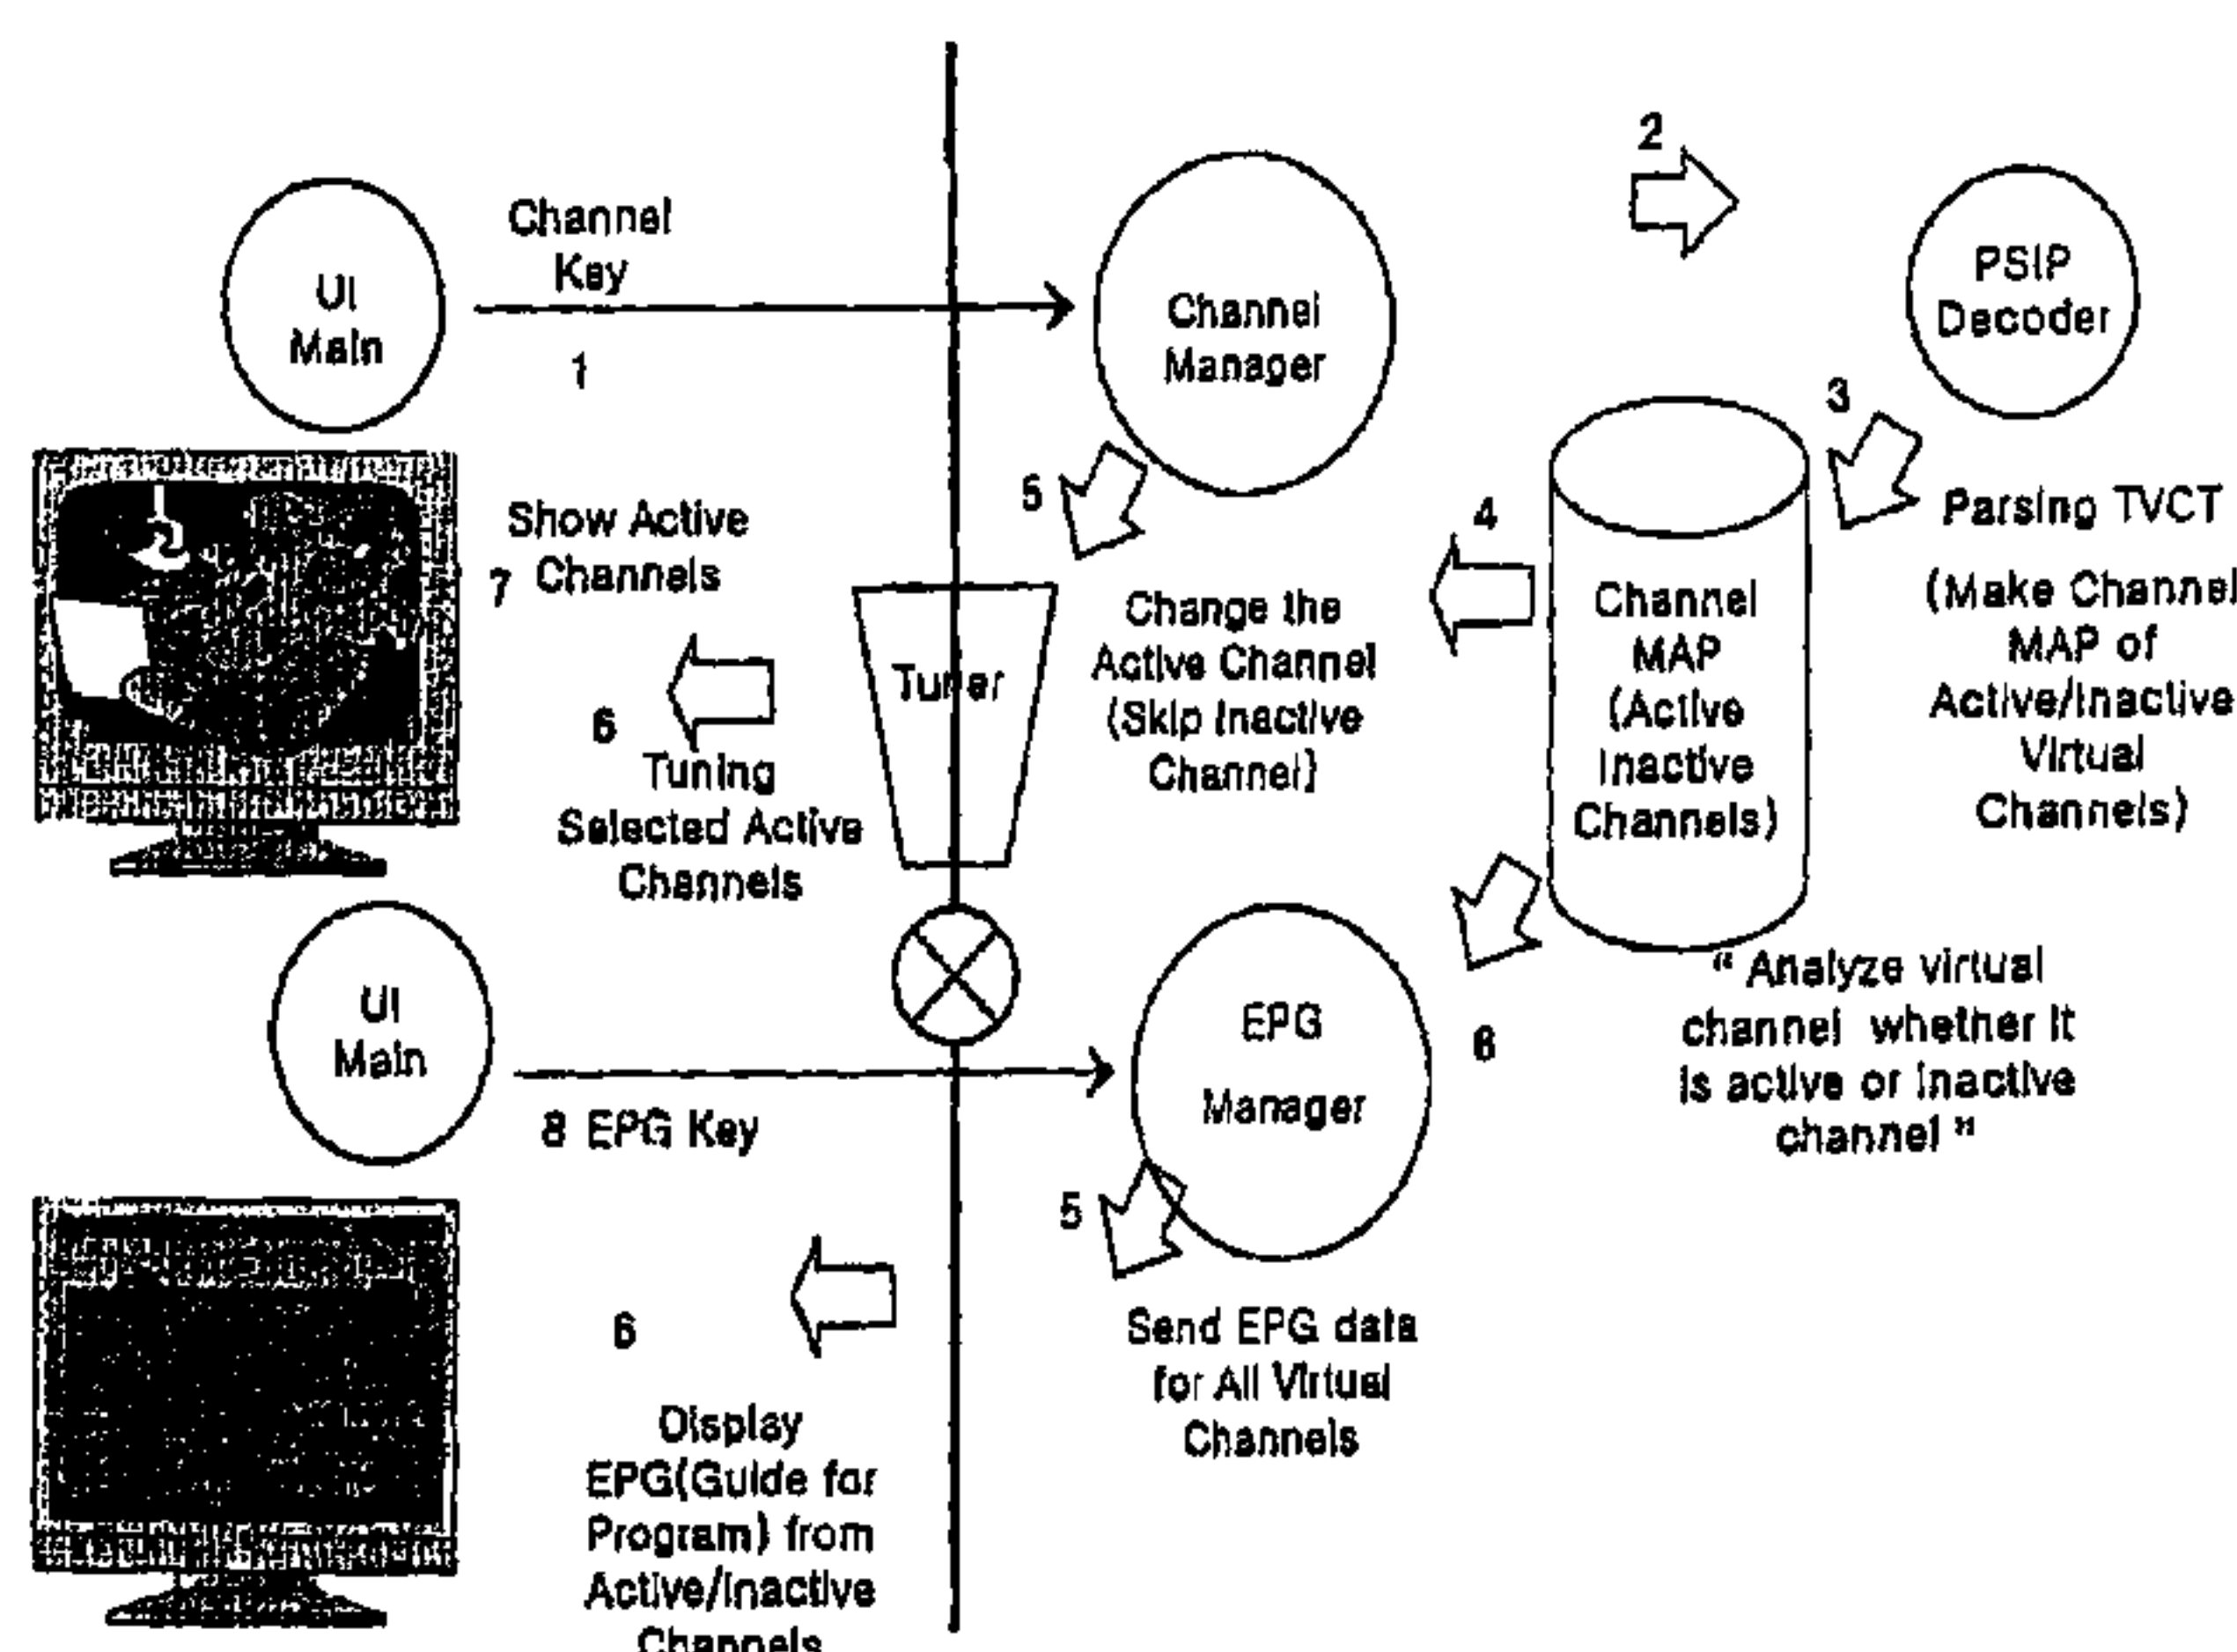 UI
Main
Channel
Key
1
Channel
Manager
2
PSIP
Decoder
3
Parsing TVCT
(Make Channel
MAP of
Active/Inactive
Virtual
Channels)
Channel
MAP
(Active
Inactive
Channels)
4
5
Change the
Active Channel
(Skip Inactive
Channel)
Tuner
6
Tuning
Selected Active
Channels
7
Show Active
Channels
UI
Main
8 EPG Key
EPG
Manager
6
“ Analyze virtual
channel whether it
is active or inactive
channel ”
5
Send EPG data
for All Virtual
Channels
6
Display
EPG(Guide for
Program) from
Active/Inactive
Channels